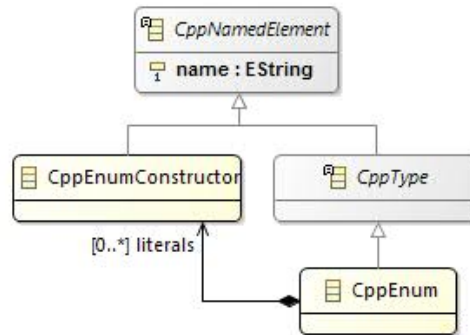 CppNamedElement
name : EString
CppEnumConstructor
CppType
[0..*] literals
CppEnum